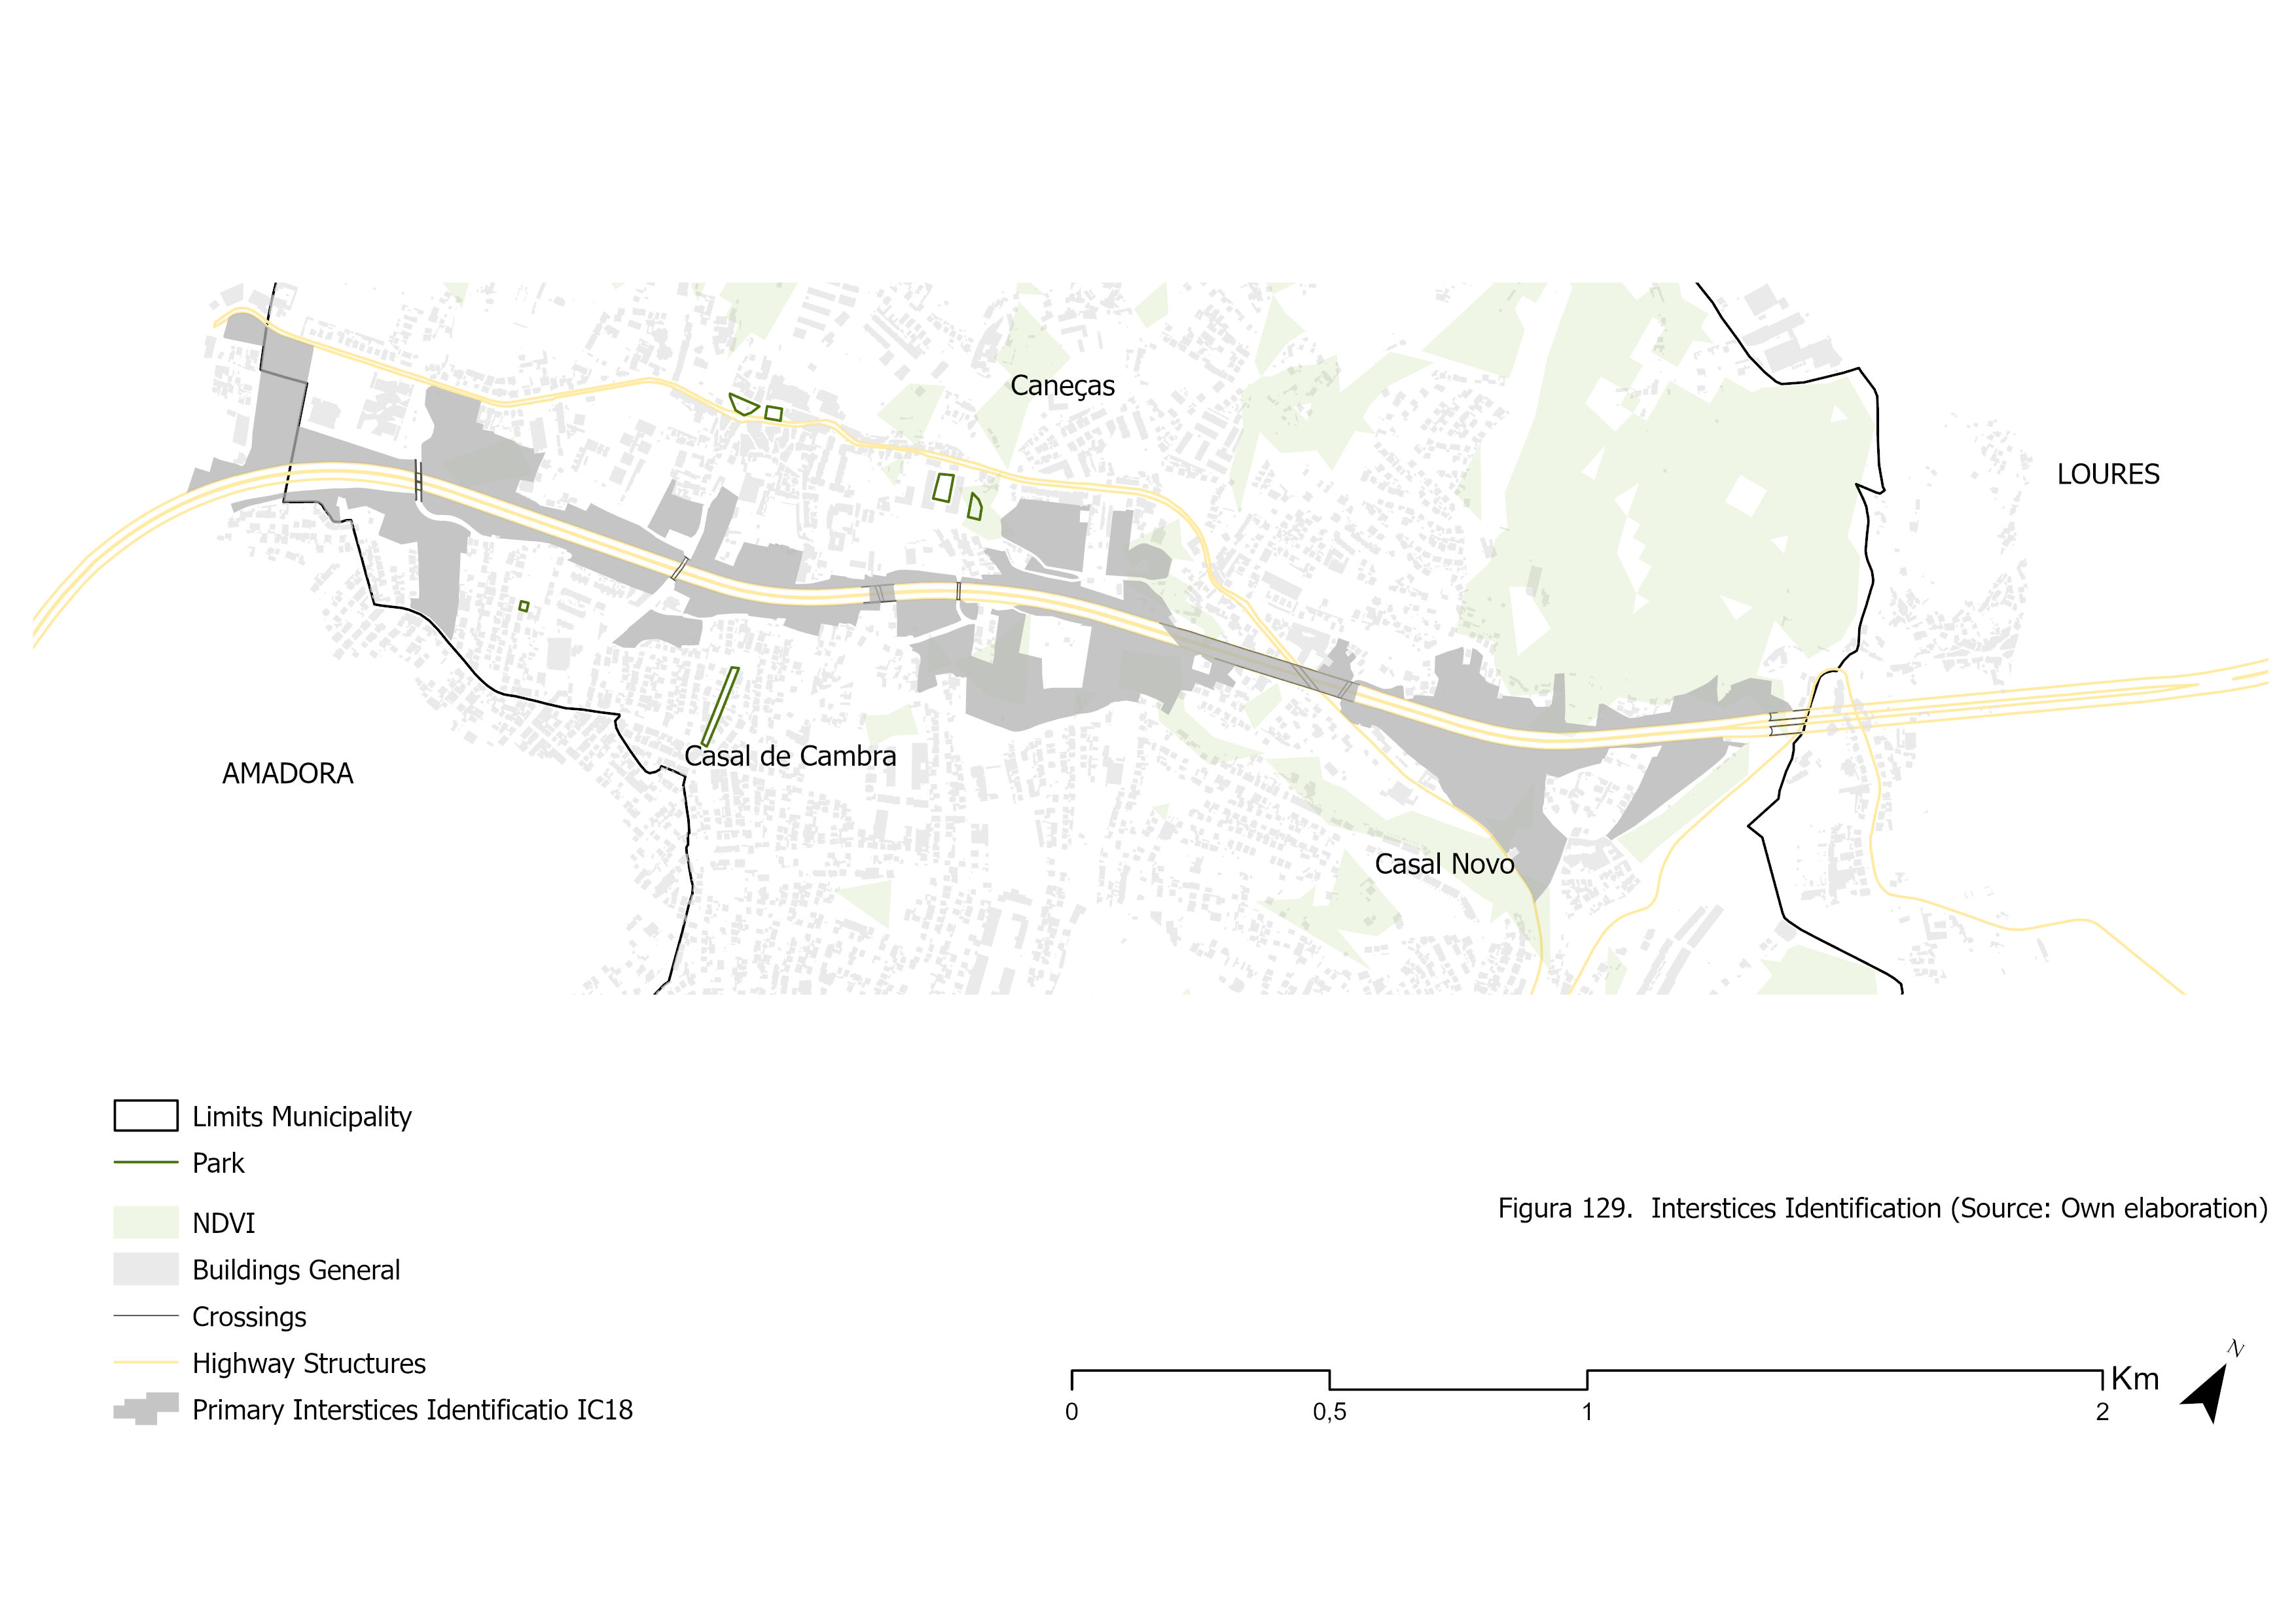 Caneças
LOURES
Casal de Cambra
AMADORA
Casal Novo
Limits Municipality
Park
NDVI
Buildings General
Crossings
Highway Structures
Primary Interstices Identificatio IC18
Figura 129. Interstices Identification (Source: Own elaboration)
N
Km
0 0,5 1 2